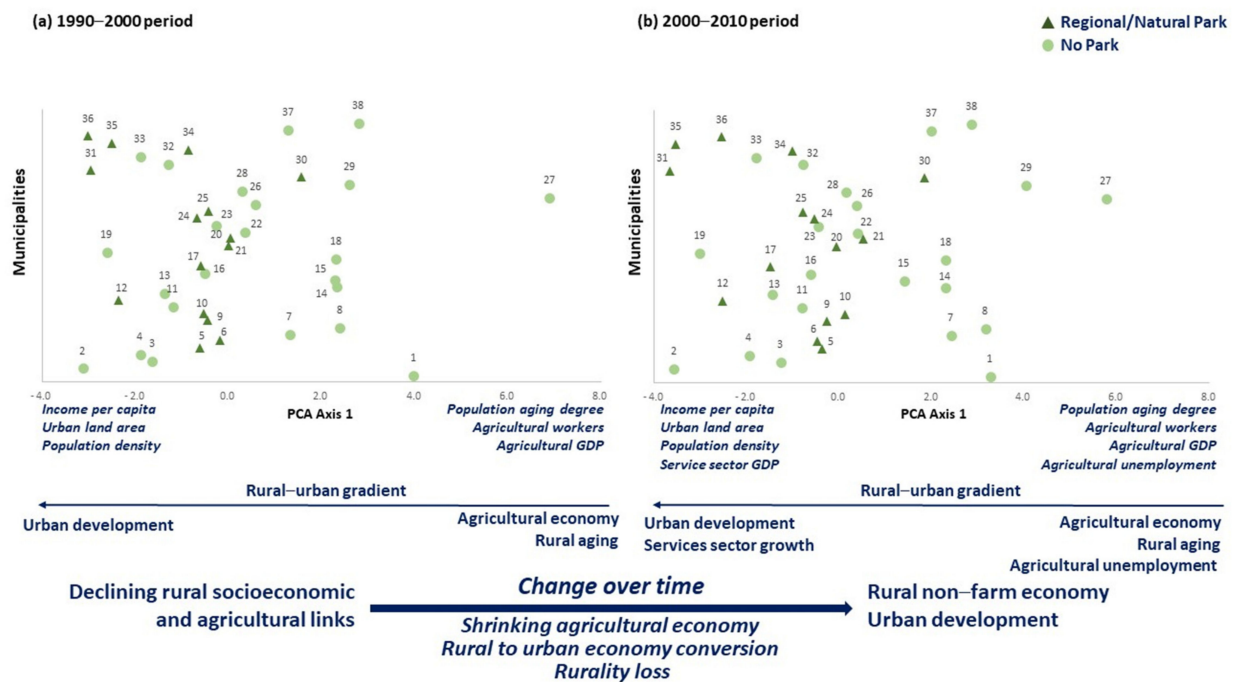 (a) 1990–2000 period
(b) 2000–2010 period
Regional/Natural Park
No Park
Municipalities
38
37
36
35
34
33
32
31
30
29
28
27
26
25
24
23
22
21
20
19
18
17
16
15
14
13
12
11
10
9
8
7
6
5
4
3
2
1
-4.0 -2.0 0.0 2.0 4.0 6.0 8.0
PCA Axis 1
Income per capita
Urban land area
Population density
Population aging degree
Agricultural workers
Agricultural GDP
Rural–urban gradient
Urban development
Agricultural economy
Rural aging
Municipalities
38
37
36
35
34
33
32
31
30
29
28
27
26
25
24
23
22
21
20
19
18
17
16
15
14
13
12
11
10
9
8
7
6
5
4
3
2
1
-4.0 -2.0 0.0 2.0 4.0 6.0 8.0
PCA Axis 1
Income per capita
Urban land area
Population density
Service sector GDP
Population aging degree
Agricultural workers
Agricultural GDP
Agricultural unemployment
Rural–urban gradient
Urban development
Services sector growth
Agricultural economy
Rural aging
Agricultural unemployment
Declining rural socioeconomic
and agricultural links
Change over time
Shrinking agricultural economy
Rural to urban economy conversion
Rurality loss
Rural non–farm economy
Urban development